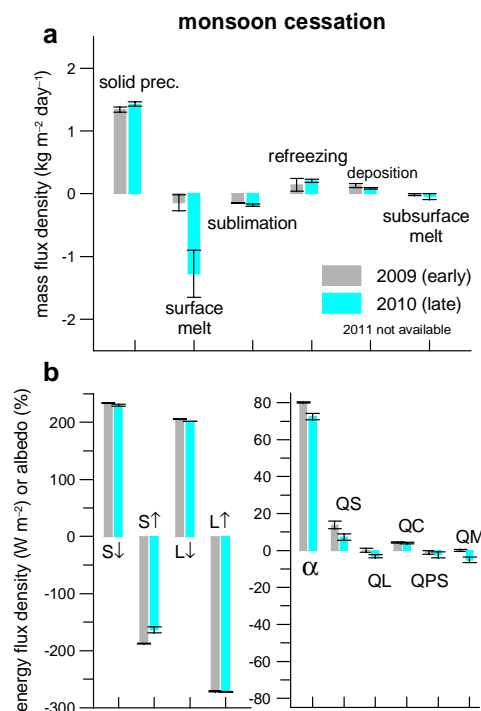 monsoon cessation
a
mass flux density (kg m⁻² day⁻¹)
2
1
0
-1
-2
solid prec.
surface
melt
sublimation
refreezing
deposition
subsurface
melt
2009 (early)
2010 (late)
2011 not available
b
energy flux density (W m⁻²) or albedo (%)
200
100
0
-100
-200
-300
S↓
S↑
L↓
L↑
80
60
40
20
0
-20
-40
-60
-80
α
QS
QL
QC
QPS
QM